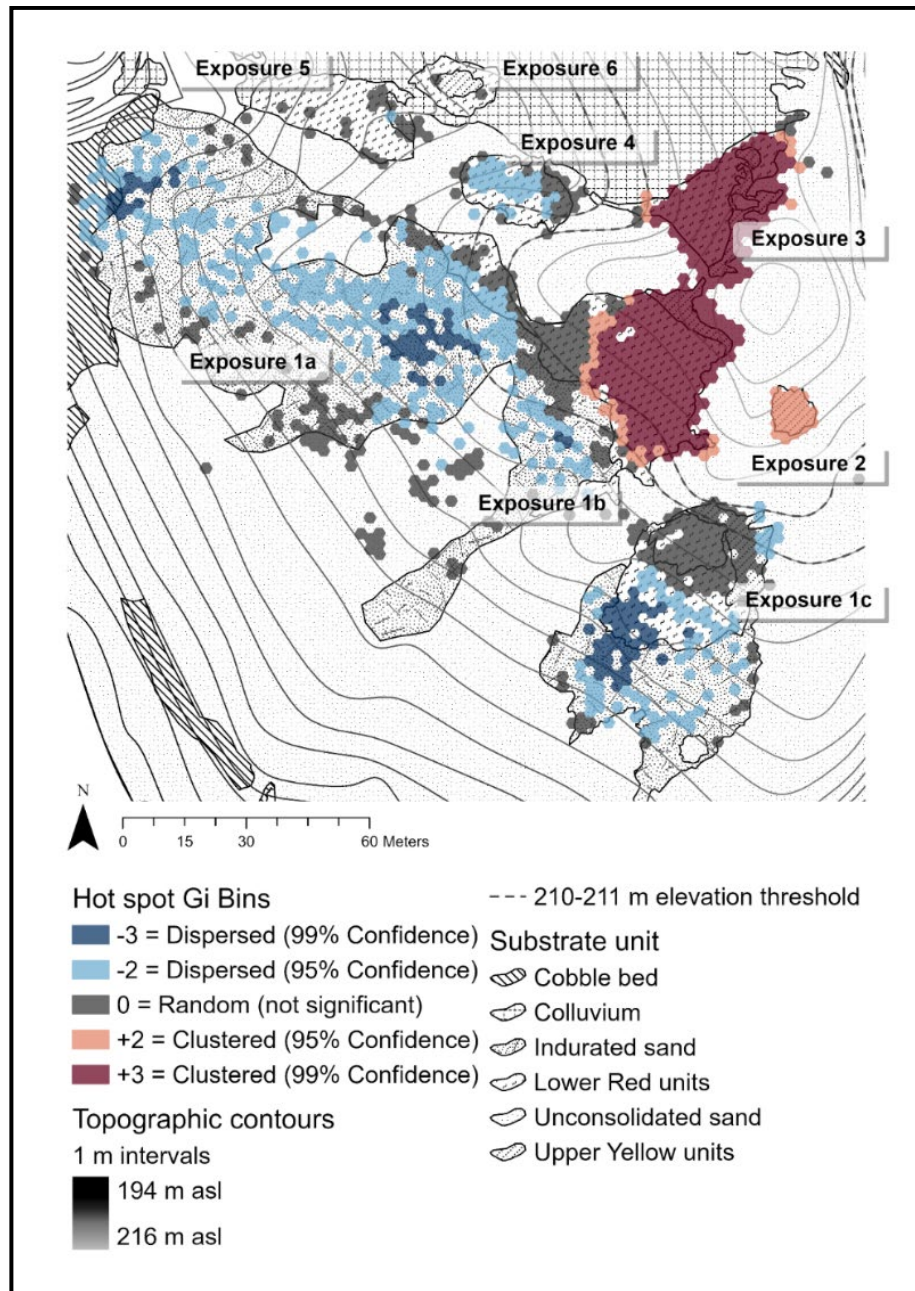 Exposure 5
Exposure 6
Exposure 4
Exposure 3
Exposure 1a
Exposure 2
Exposure 1b
Exposure 1c
N
0 15 30 60 Meters
Hot spot Gi Bins
-3 = Dispersed (99% Confidence)
-2 = Dispersed (95% Confidence)
0 = Random (not significant)
+2 = Clustered (95% Confidence)
+3 = Clustered (99% Confidence)
Topographic contours
1 m intervals
194 m asl
216 m asl
210-211 m elevation threshold
Substrate unit
Cobble bed
Colluvium
Indurated sand
Lower Red units
Unconsolidated sand
Upper Yellow units